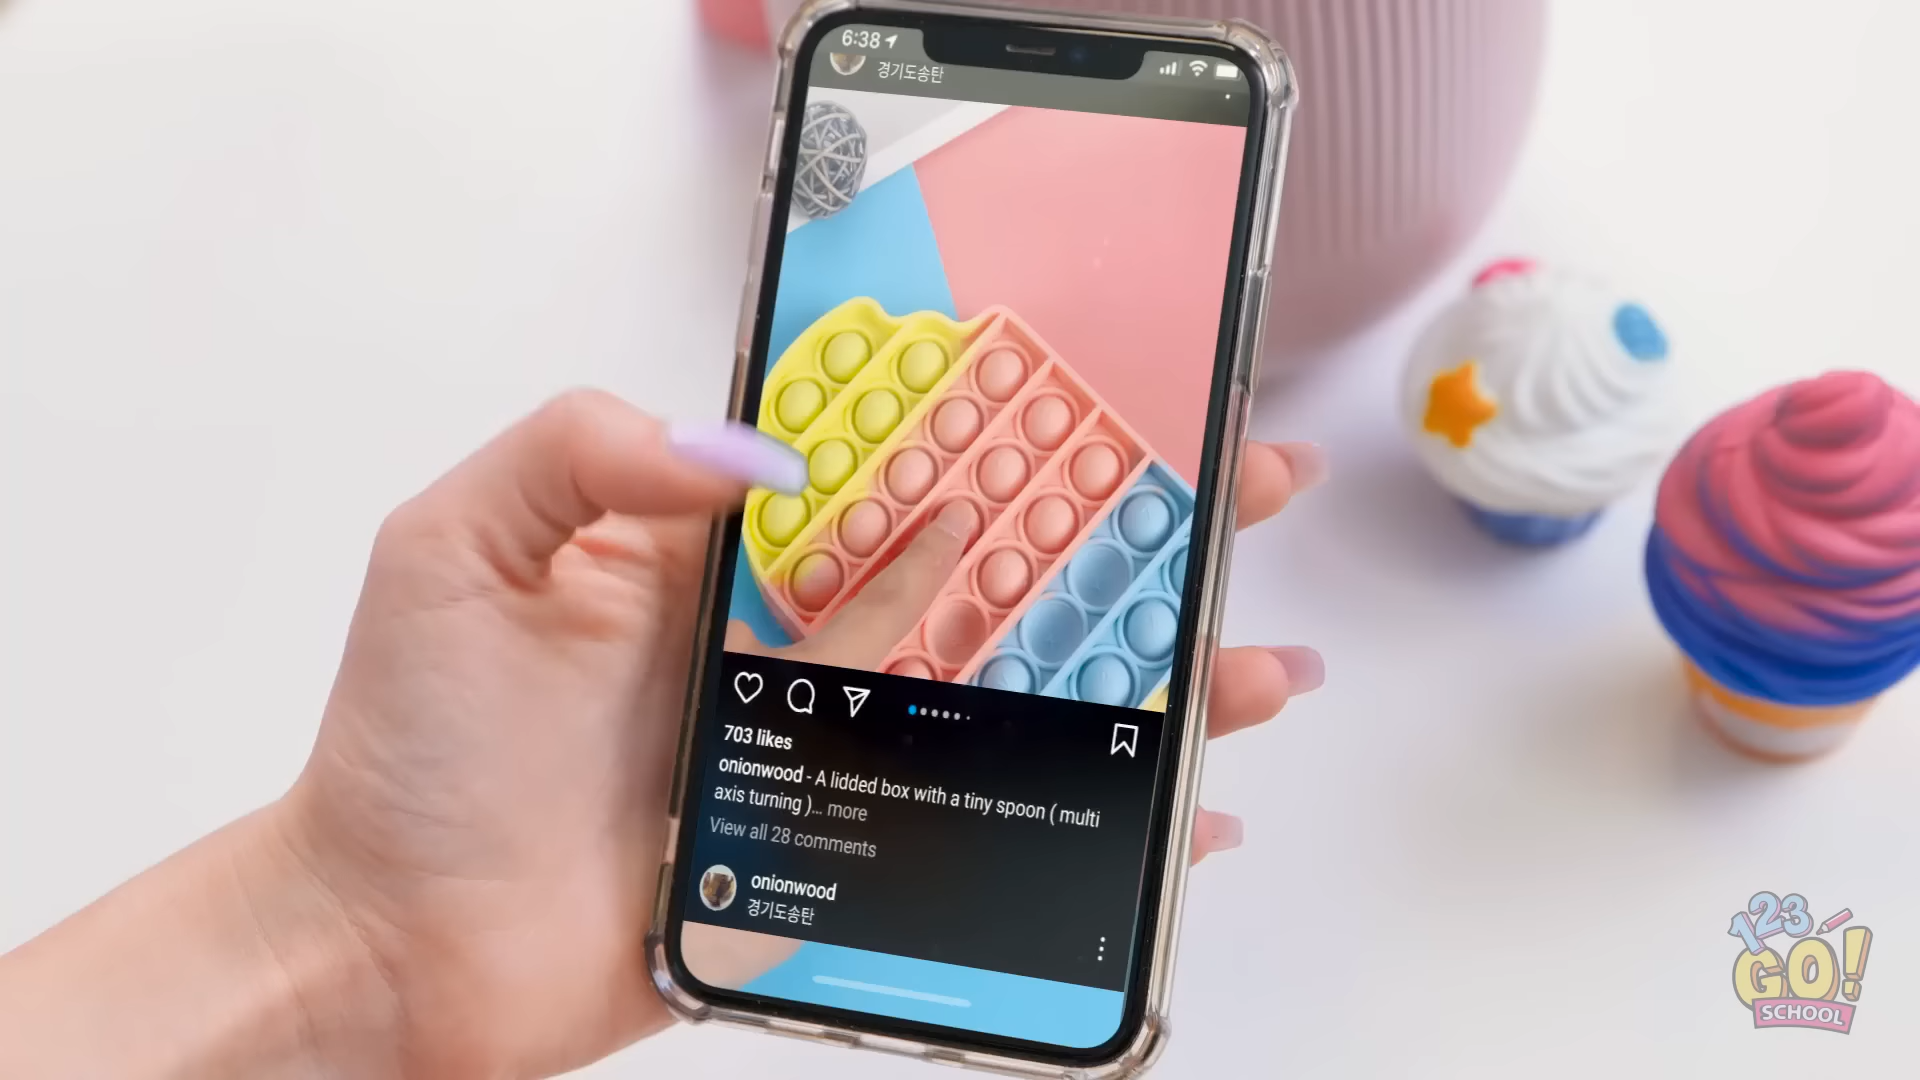 6:38
경기도송탄
703 likes
onionwood - A lidded box with a tiny spoon ( multi
axis turning )... more
View all 28 comments
onionwood
경기도송탄
123
GO!
SCHOOL